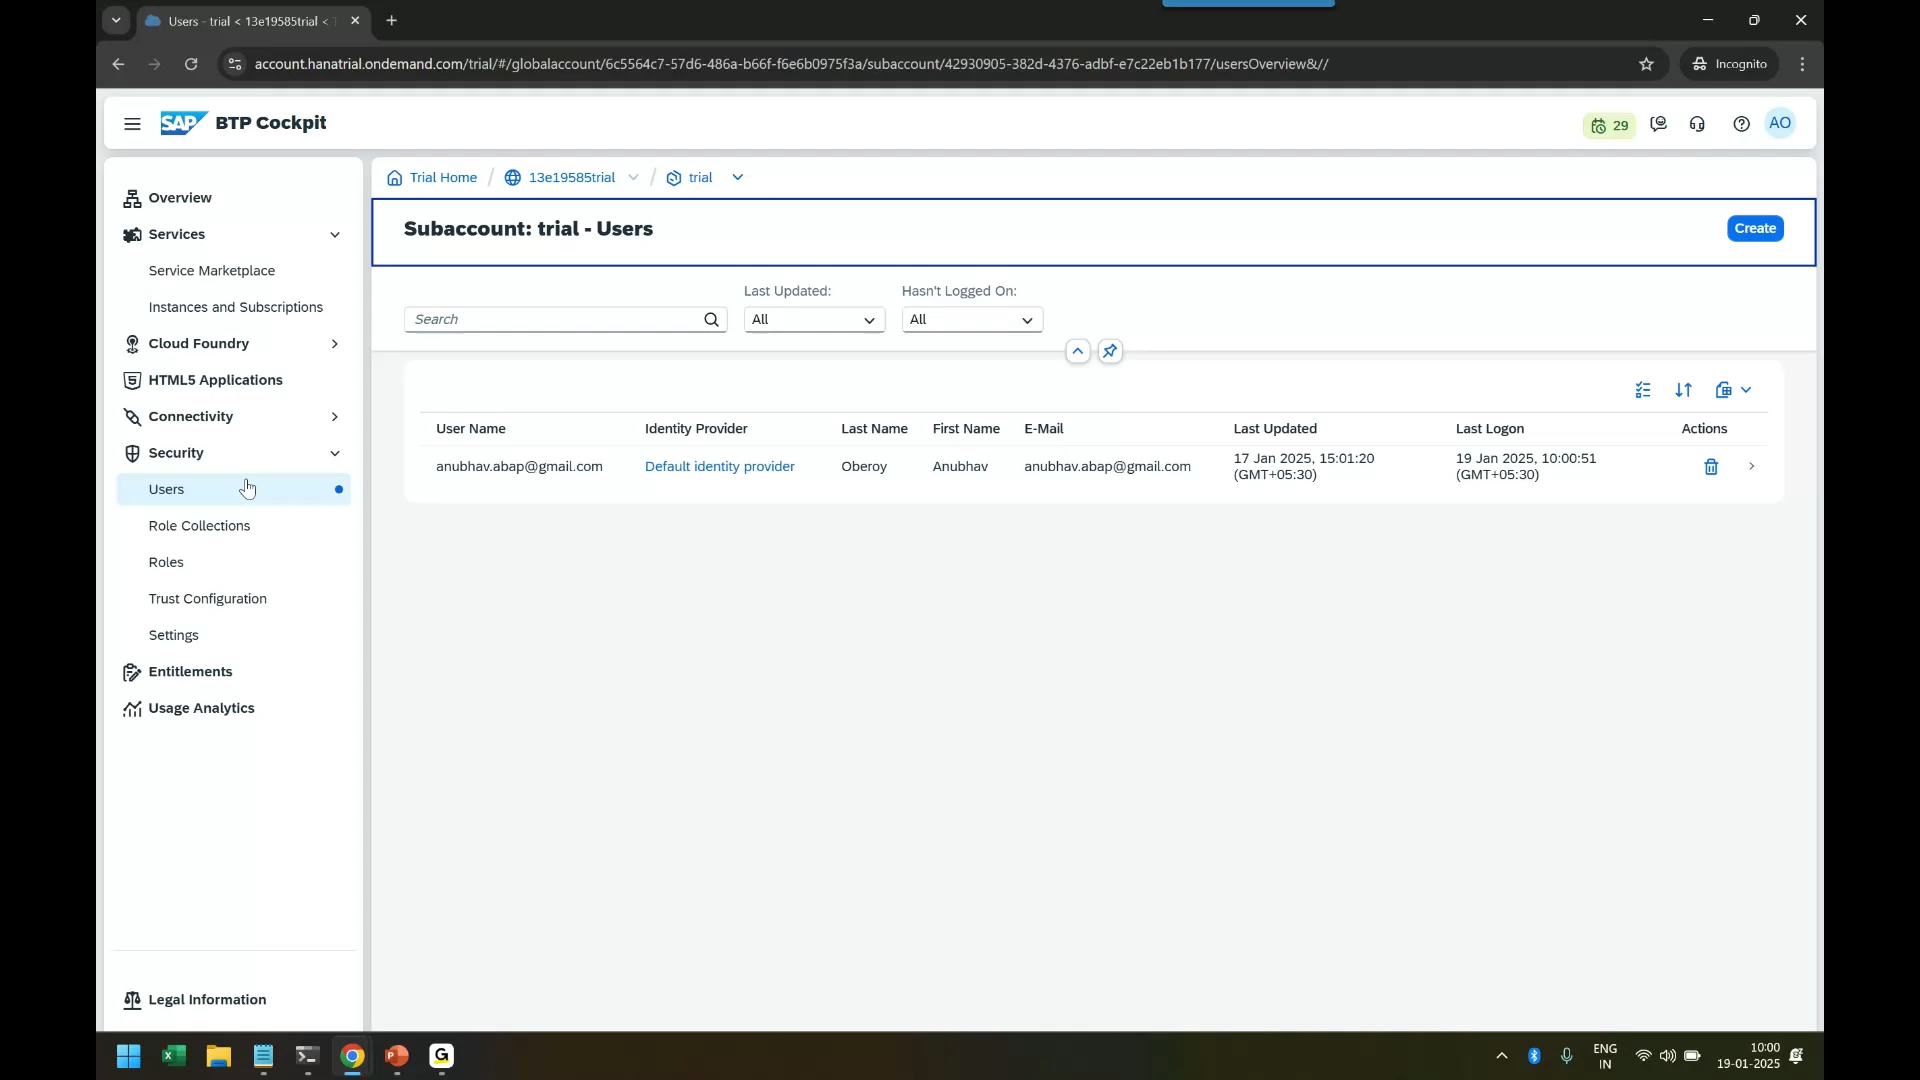 Users - trial < 13e19585trial <
account.hanatrial.ondemand.com/trial/#/globalaccount/6c5564c7-57d6-486a-b66f-f6e6b0975f3a/subaccount/42930905-382d-4376-adbf-e7c22eb1b177/usersOverview&//
Incognito
SAP BTP Cockpit
29
AO
Overview
Services
Service Marketplace
Instances and Subscriptions
Cloud Foundry
HTML5 Applications
Connectivity
Security
Users
Role Collections
Roles
Trust Configuration
Settings
Entitlements
Usage Analytics
Legal Information
Trial Home / 13e19585trial / trial
Subaccount: trial - Users
Create
Last Updated:
Hasn't Logged On:
Search
All
All
User Name Identity Provider Last Name First Name E-Mail Last Updated Last Logon Actions
anubhav.abap@gmail.com Default identity provider Oberoy Anubhav anubhav.abap@gmail.com 17 Jan 2025, 15:01:20 (GMT+05:30) 19 Jan 2025, 10:00:51 (GMT+05:30)
ENG
IN
10:00
19-01-2025